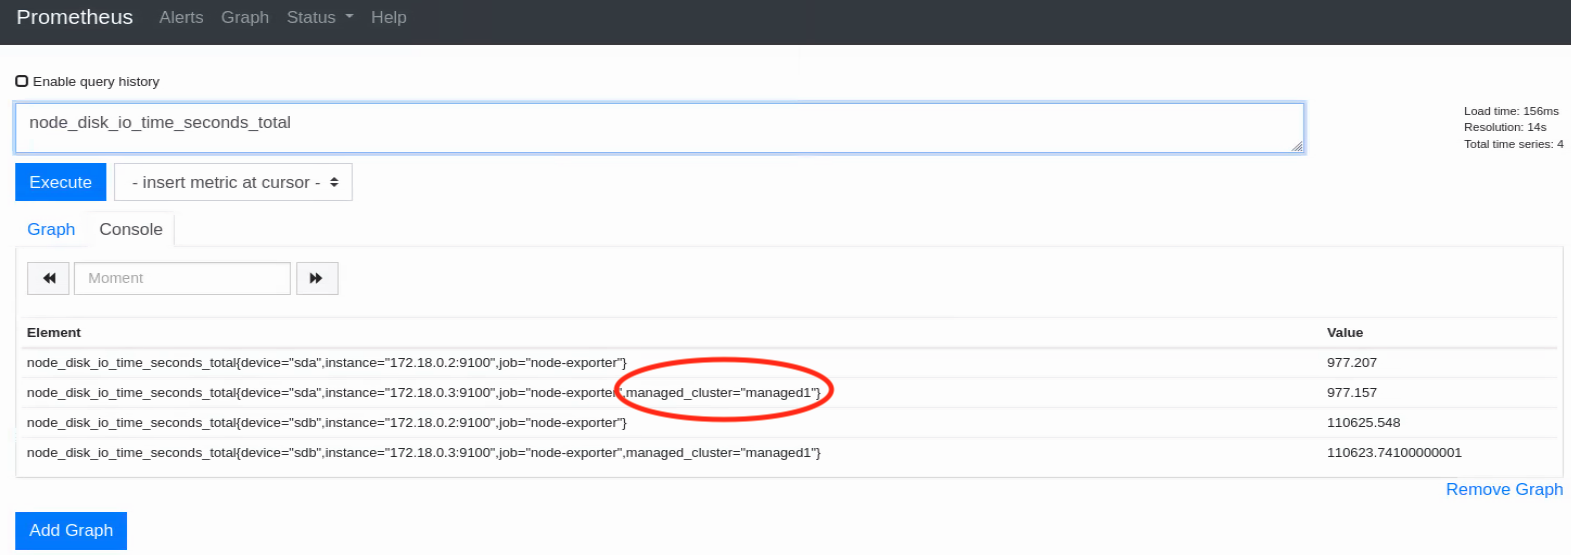 Prometheus Alerts Graph Status Help
Enable query history
node_disk_io_time_seconds_total
Load time: 156ms
Resolution: 14s
Total time series: 4
Execute - insert metric at cursor -
Graph Console
Moment
Element Value
node_disk_io_time_seconds_total{device="sda",instance="172.18.0.2:9100",job="node-exporter"} 977.207
node_disk_io_time_seconds_total{device="sda",instance="172.18.0.3:9100",job="node-exporter",managed_cluster="managed1"} 977.157
node_disk_io_time_seconds_total{device="sdb",instance="172.18.0.2:9100",job="node-exporter"} 110625.548
node_disk_io_time_seconds_total{device="sdb",instance="172.18.0.3:9100",job="node-exporter",managed_cluster="managed1"} 110623.74100000001
Remove Graph
Add Graph